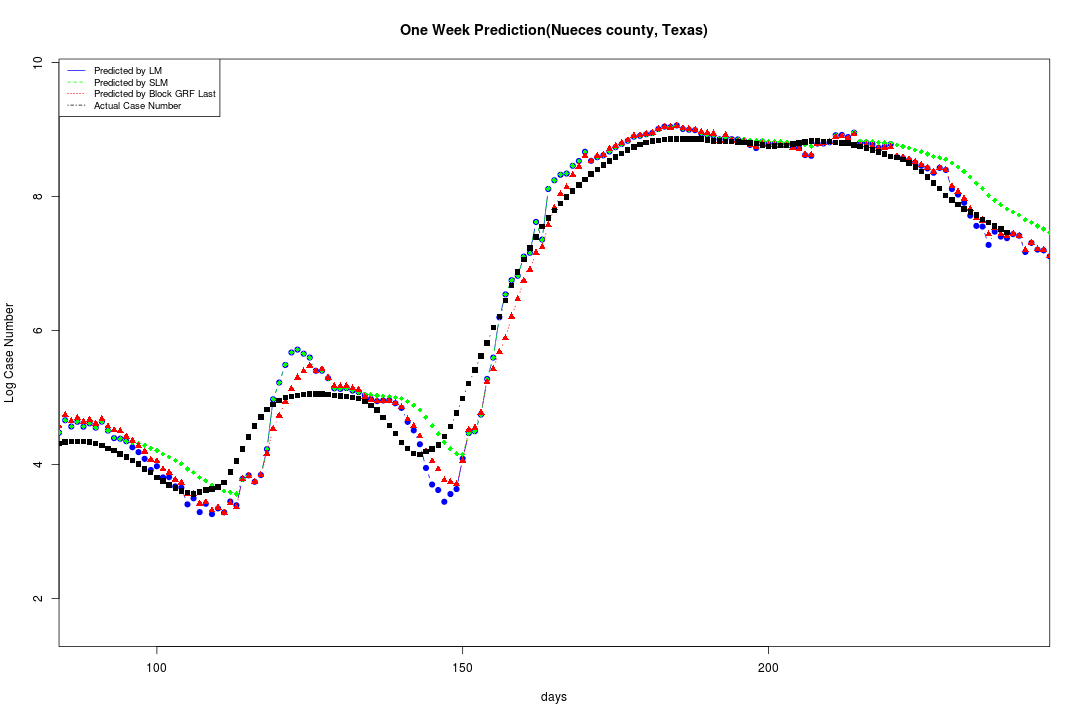 One Week Prediction(Nueces county, Texas)
Predicted by LM
Predicted by SLM
Predicted by Block GRF Last
Actual Case Number
10
8
6
4
2
Log Case Number
100
150
200
days